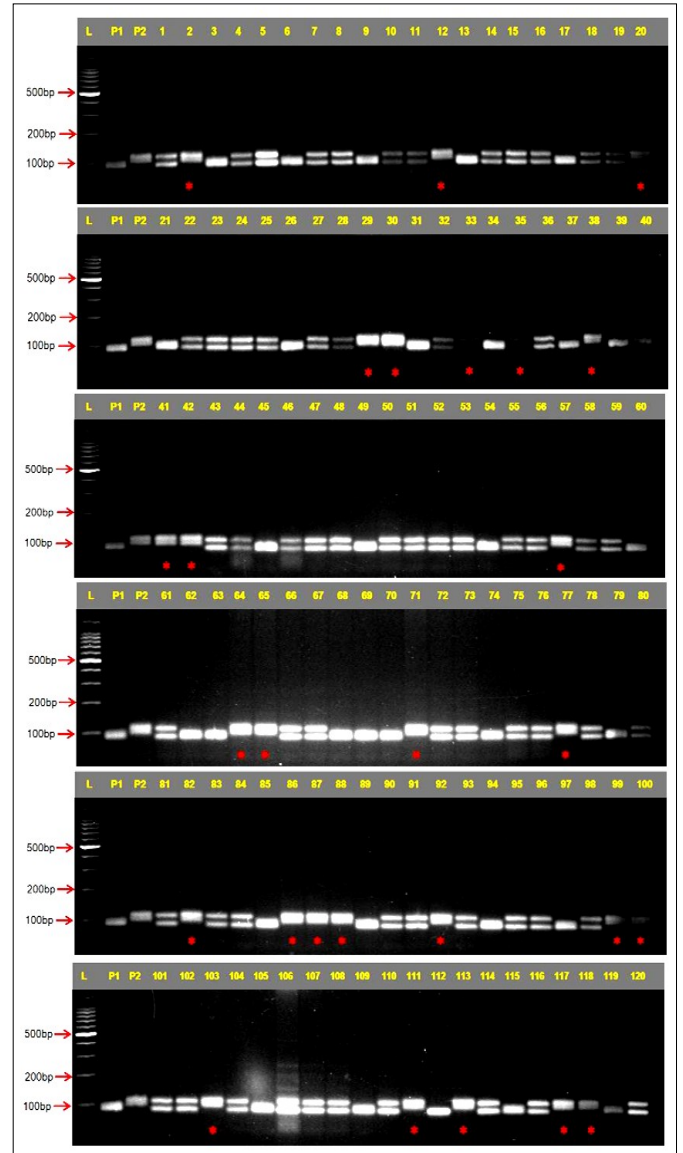 L P1 P2 1 2 3 4 5 6 7 8 9 10 11 12 13 14 15 16 17 18 19 20
500bp
200bp
100bp
* * *
L P1 P2 21 22 23 24 25 26 27 28 29 30 31 32 33 34 35 36 37 38 39 40
500bp
200bp
100bp
* * * * *
L P1 P2 41 42 43 44 45 46 47 48 49 50 51 52 53 54 55 56 57 58 59 60
500bp
200bp
100bp
* * *
L P1 P2 61 62 63 64 65 66 67 68 69 70 71 72 73 74 75 76 77 78 79 80
500bp
200bp
100bp
* * * *
L P1 P2 81 82 83 84 85 86 87 88 89 90 91 92 93 94 95 96 97 98 99 100
500bp
200bp
100bp
* * * * * * *
L P1 P2 101 102 103 104 105 106 107 108 109 110 111 112 113 114 115 116 117 118 119 120
500bp
200bp
100bp
* * * * *